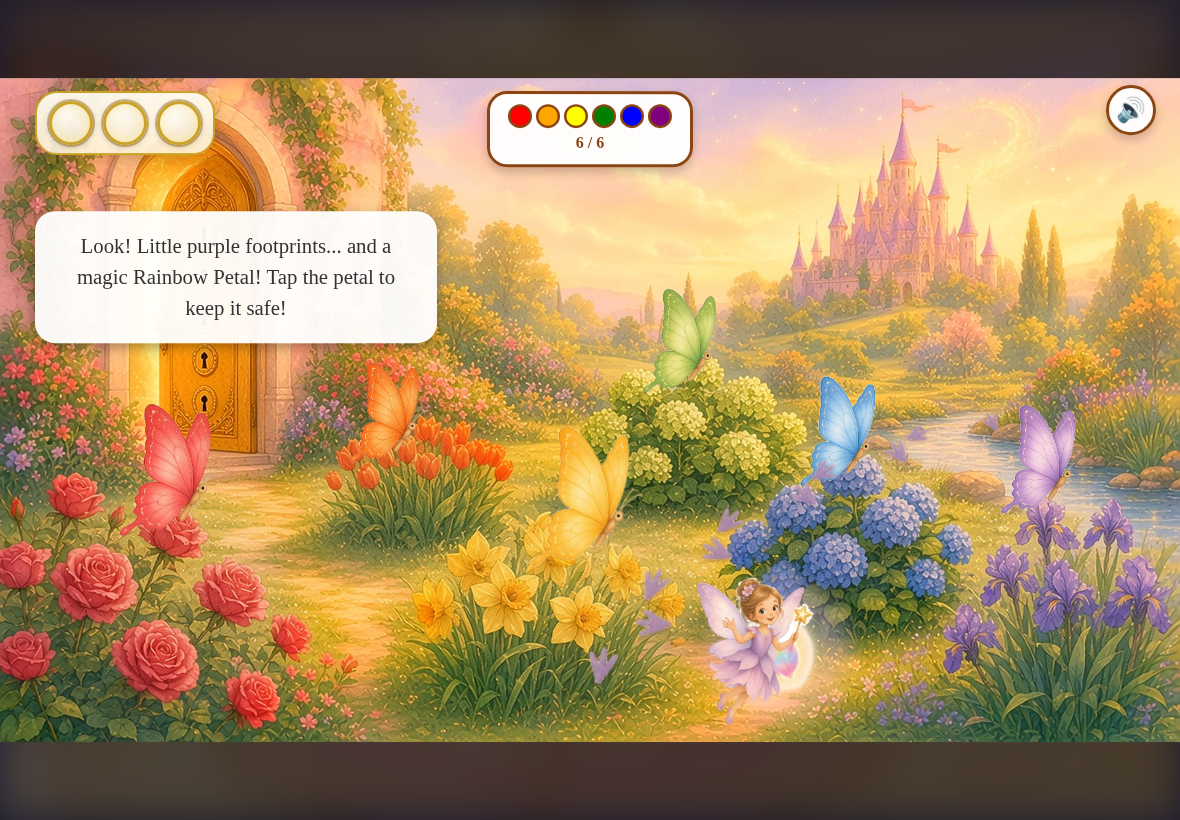 6 / 6
Look! Little purple footprints... and a
magic Rainbow Petal! Tap the petal to
keep it safe!